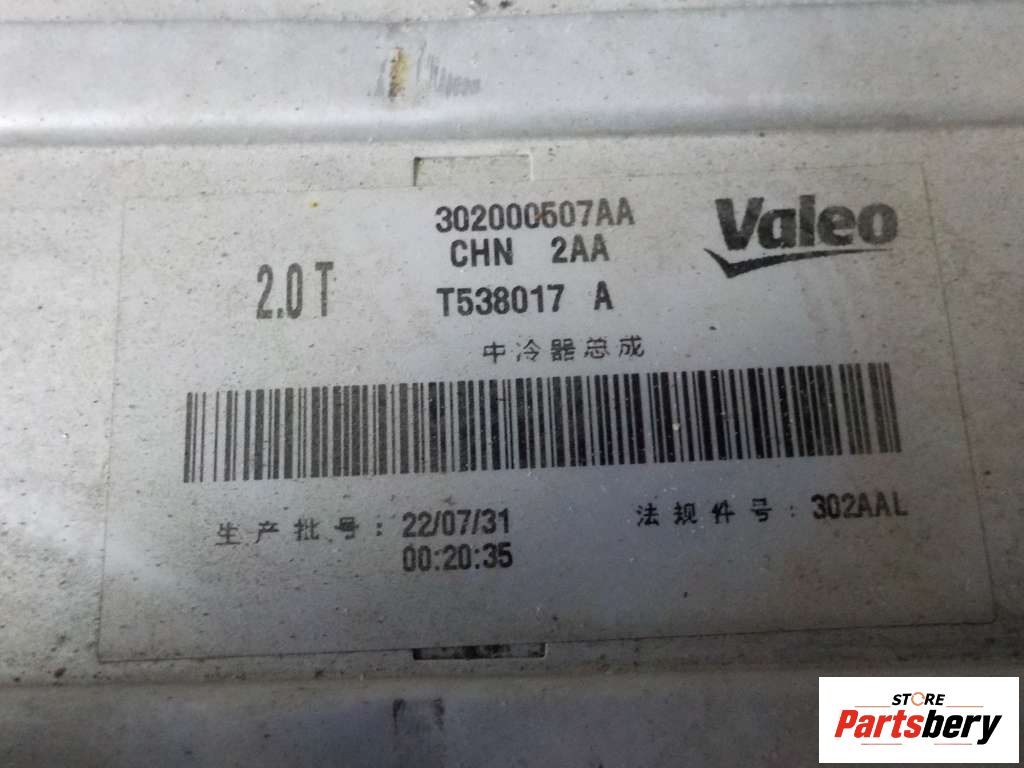 302000507AA
Valeo
CHN 2AA
2.0T
T538017 A
中冷器总成
生产批号: 22/07/31
00:20:35
法规件号: 302AAL
STORE
Partsbery